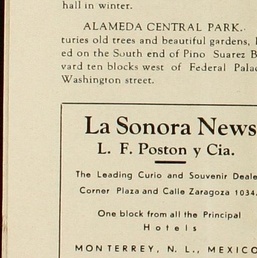 hall in winter.
ALAMEDA CENTRAL PARK.
turies old trees and beautiful gardens, l
ed on the South end of Pino Suarez B
vard ten blocks west of Federal Palac
Washington street.
La Sonora News
L. F. Poston y Cia.
The Leading Curio and Souvenir Deale
Corner Plaza and Calle Zaragoza 1034,
One block from all the Principal
Hotels
MONTERREY, N. L., MEXICO